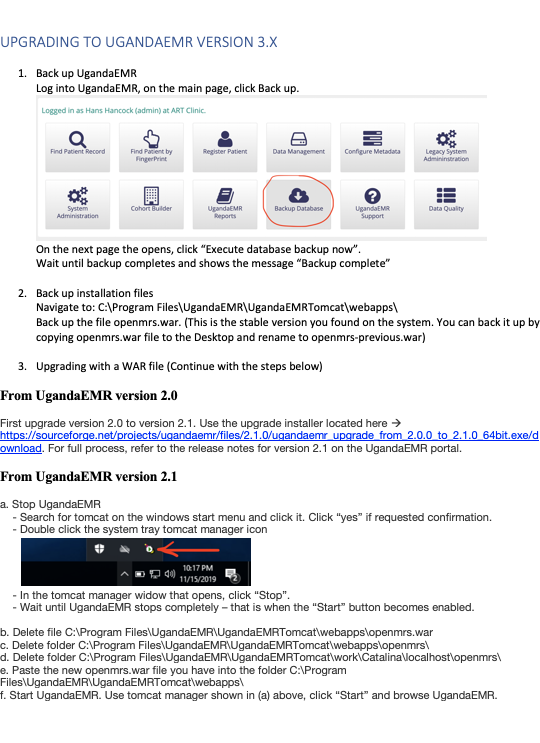 UPGRADING TO UGANDAEMR VERSION 3.X
1. Back up UgandaEMR
Log into UgandaEMR, on the main page, click Back up.
Logged in as Hans Hancock (admin) at ART Clinic.
Find Patient Record
Find Patient by FingerPrint
Register Patient
Data Management
Configure Metadata
Legacy System Admininstration
System Administration
Cohort Builder
UgandaEMR Reports
Backup Database
UgandaEMR Support
Data Quality
On the next page the opens, click “Execute database backup now”.
Wait until backup completes and shows the message “Backup complete”
2. Back up installation files
Navigate to: C:\Program Files\UgandaEMR\UgandaEMRTomcat\webapps\
Back up the file openmrs.war. (This is the stable version you found on the system. You can back it up by
copying openmrs.war file to the Desktop and rename to openmrs-previous.war)
3. Upgrading with a WAR file (Continue with the steps below)
From UgandaEMR version 2.0
First upgrade version 2.0 to version 2.1. Use the upgrade installer located here →
https://sourceforge.net/projects/ugandaemr/files/2.1.0/ugandaemr_upgrade_from_2.0.0_to_2.1.0_64bit.exe/d
ownload. For full process, refer to the release notes for version 2.1 on the UgandaEMR portal.
From UgandaEMR version 2.1
a. Stop UgandaEMR
- Search for tomcat on the windows start menu and click it. Click “yes” if requested confirmation.
- Double click the system tray tomcat manager icon
10:17 PM
11/15/2019
2
- In the tomcat manager widow that opens, click “Stop”.
- Wait until UgandaEMR stops completely – that is when the “Start” button becomes enabled.
b. Delete file C:\Program Files\UgandaEMR\UgandaEMRTomcat\webapps\openmrs.war
c. Delete folder C:\Program Files\UgandaEMR\UgandaEMRTomcat\webapps\openmrs\
d. Delete folder C:\Program Files\UgandaEMR\UgandaEMRTomcat\work\Catalina\localhost\openmrs\
e. Paste the new openmrs.war file you have into the folder C:\Program
Files\UgandaEMR\UgandaEMRTomcat\webapps\
f. Start UgandaEMR. Use tomcat manager shown in (a) above, click “Start” and browse UgandaEMR.